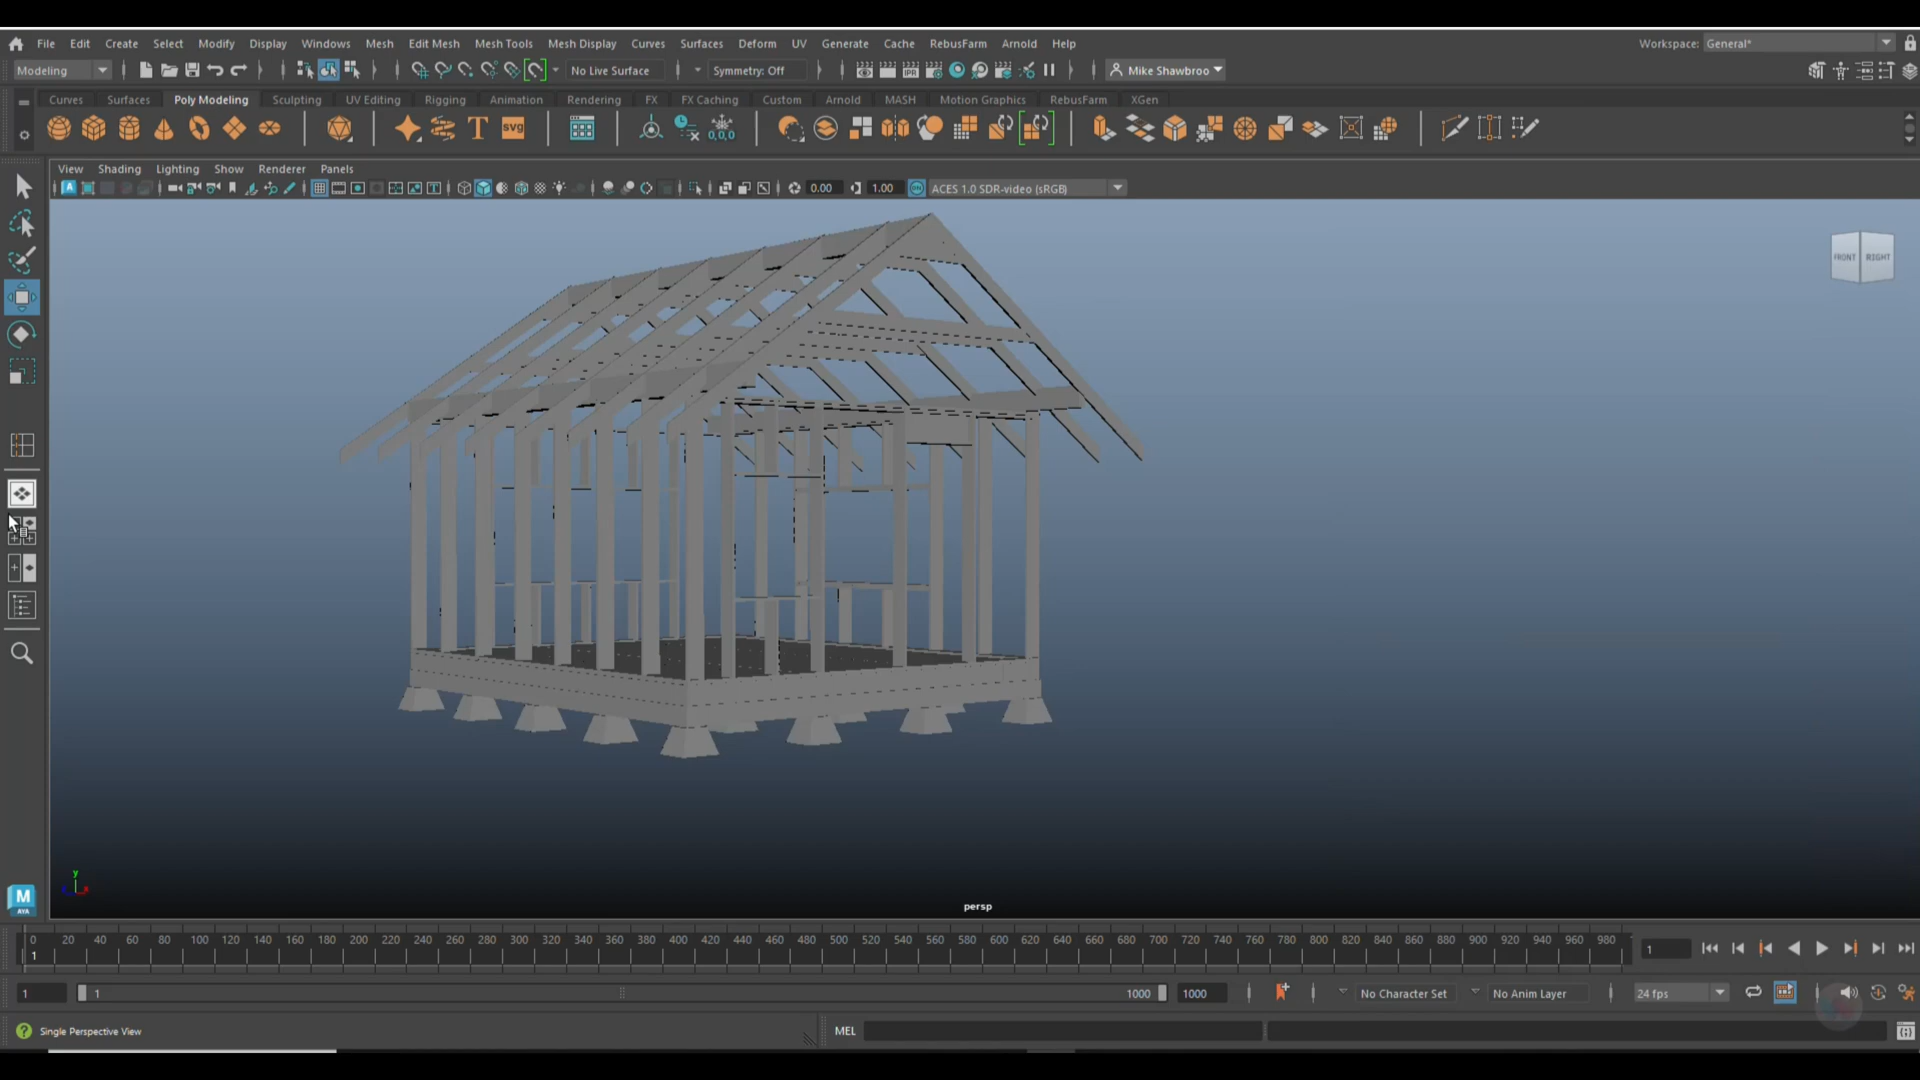 File Edit Create Select Modify Display Windows Mesh Edit Mesh Mesh Tools Mesh Display Curves Surfaces Deform UV Generate Cache RebusFarm Arnold Help Workspace: General*
Modeling No Live Surface Symmetry: Off IPR Mike Shawbroo
Curves Surfaces Poly Modeling Sculpting UV Editing Rigging Animation Rendering FX FX Caching Custom Arnold MASH Motion Graphics RebusFarm XGen
T SVG 0,0,0
View Shading Lighting Show Renderer Panels
A T 0.00 1.00 ON ACES 1.0 SDR-video (sRGB)
FRONT RIGHT
y
M
AYA
persp
0 20 40 60 80 100 120 140 160 180 200 220 240 260 280 300 320 340 360 380 400 420 440 460 480 500 520 540 560 580 600 620 640 660 680 700 720 740 760 780 800 820 840 860 880 900 920 940 960 980
1 1
1 1 1000 1000 No Character Set No Anim Layer 24 fps
? Single Perspective View MEL